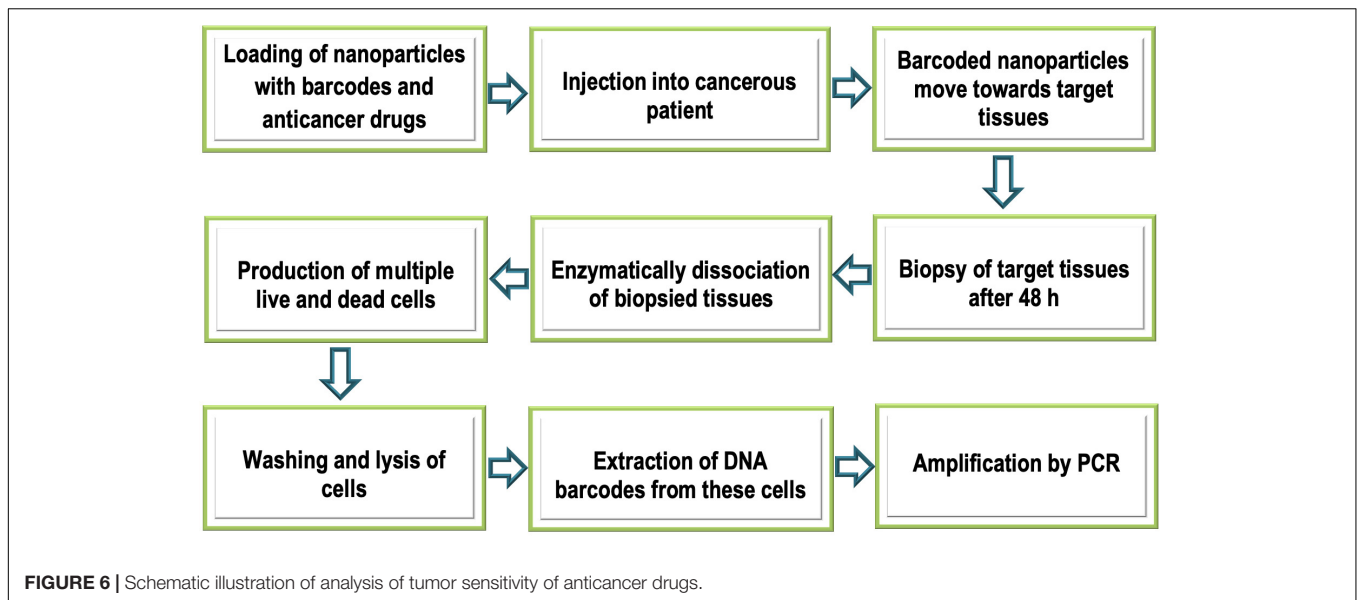 Loading of nanoparticles
with barcodes and
anticancer drugs
Injection into cancerous
patient
Barcoded nanoparticles
move towards target
tissues
Biopsy of target tissues
after 48 h
Enzymatically dissociation
of biopsied tissues
Production of multiple
live and dead cells
Washing and lysis of
cells
Extraction of DNA
barcodes from these cells
Amplification by PCR
FIGURE 6 | Schematic illustration of analysis of tumor sensitivity of anticancer drugs.